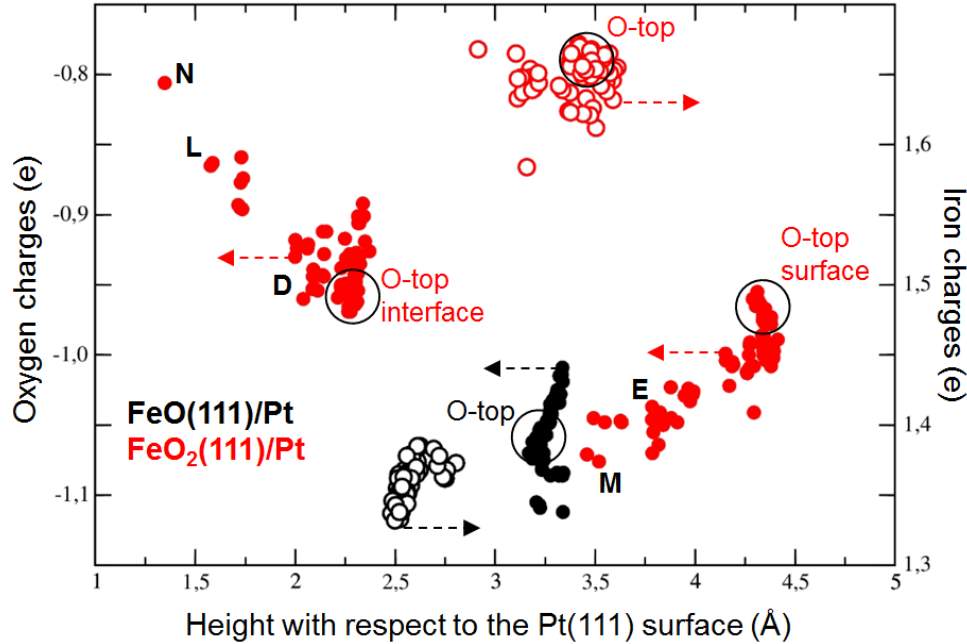 O-top
-0,8
N
L
1,6
-0,9
O-top
surface
D
O-top
interface
1,5
-1,0
E
O-top
FeO(111)/Pt
FeO2(111)/Pt
1,4
M
-1,1
1,3
1
1,5
2
2,5
3
3,5
4
4,5
5
Oxygen charges (e)
Iron charges (e)
Height with respect to the Pt(111) surface (Å)